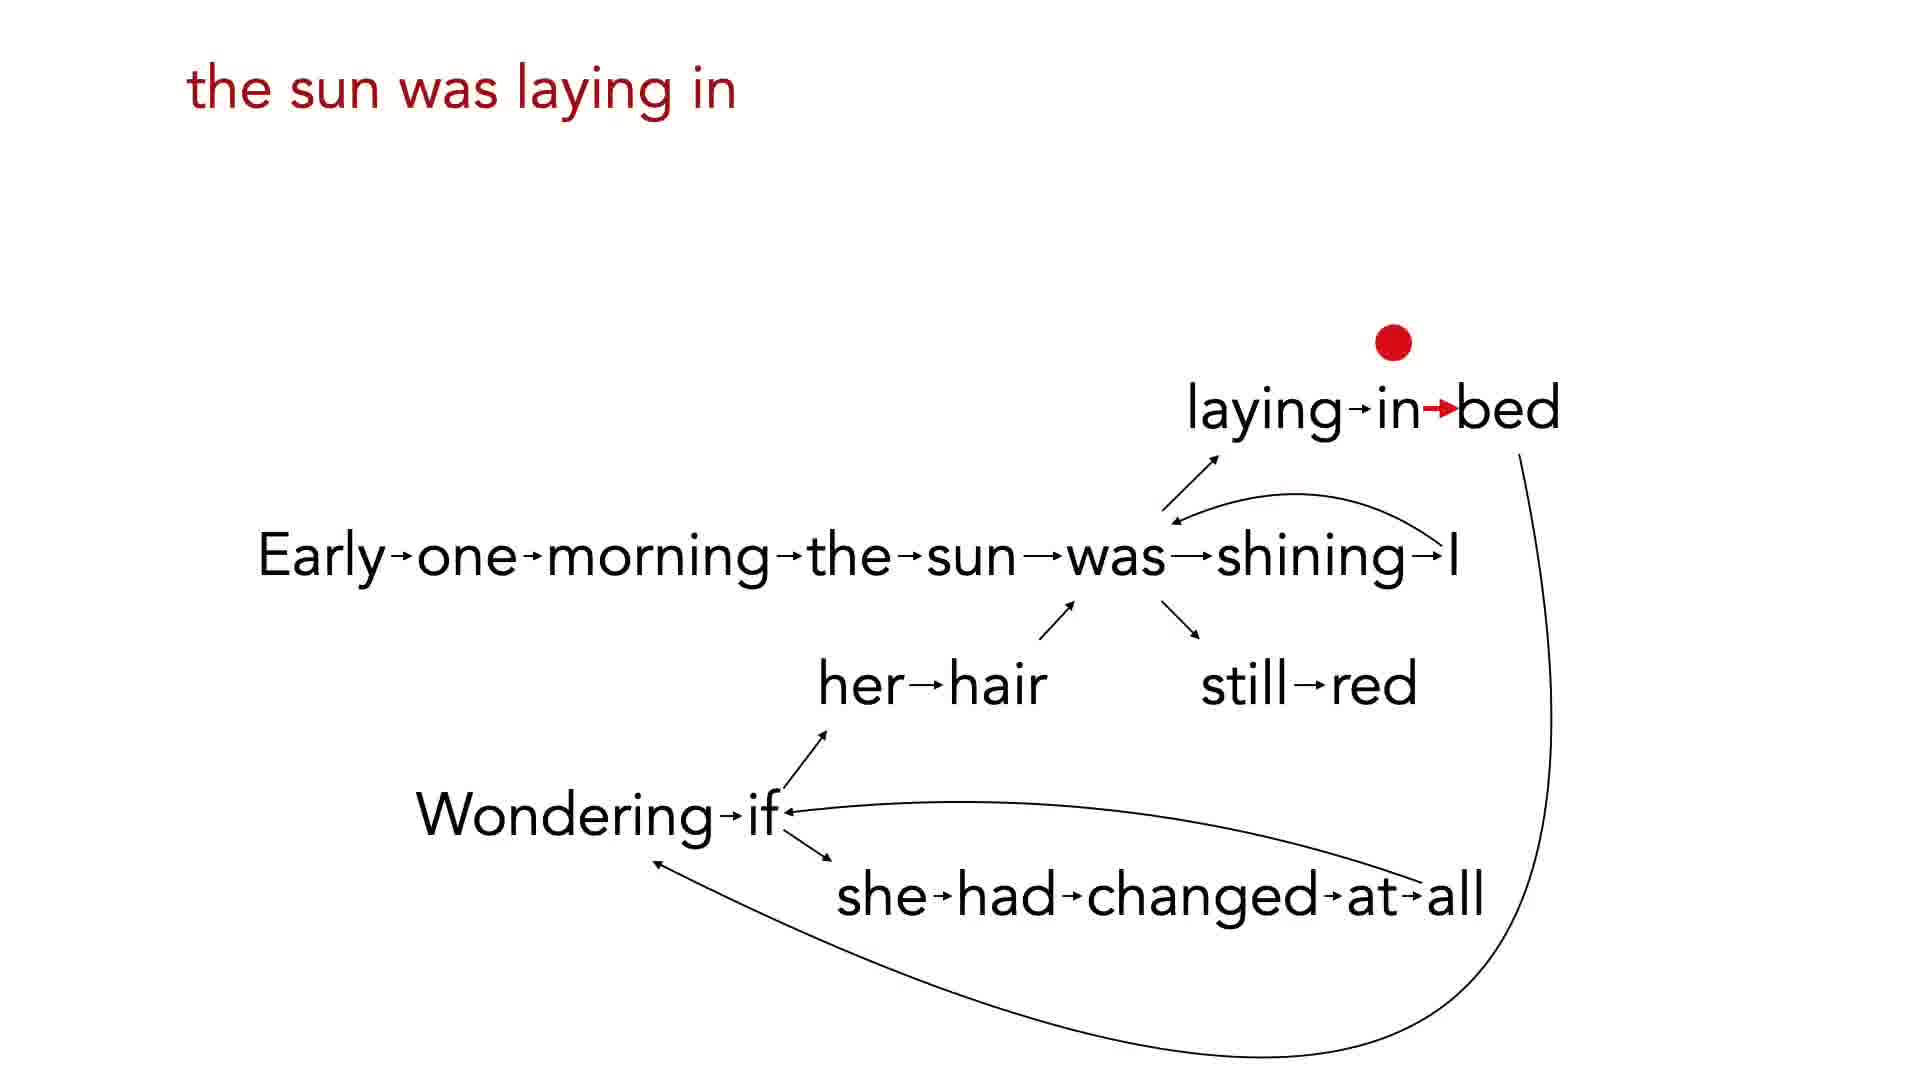 the sun was laying in
laying in bed
Early one morning the sun was shining I
her hair still red
Wondering if
she had changed at all